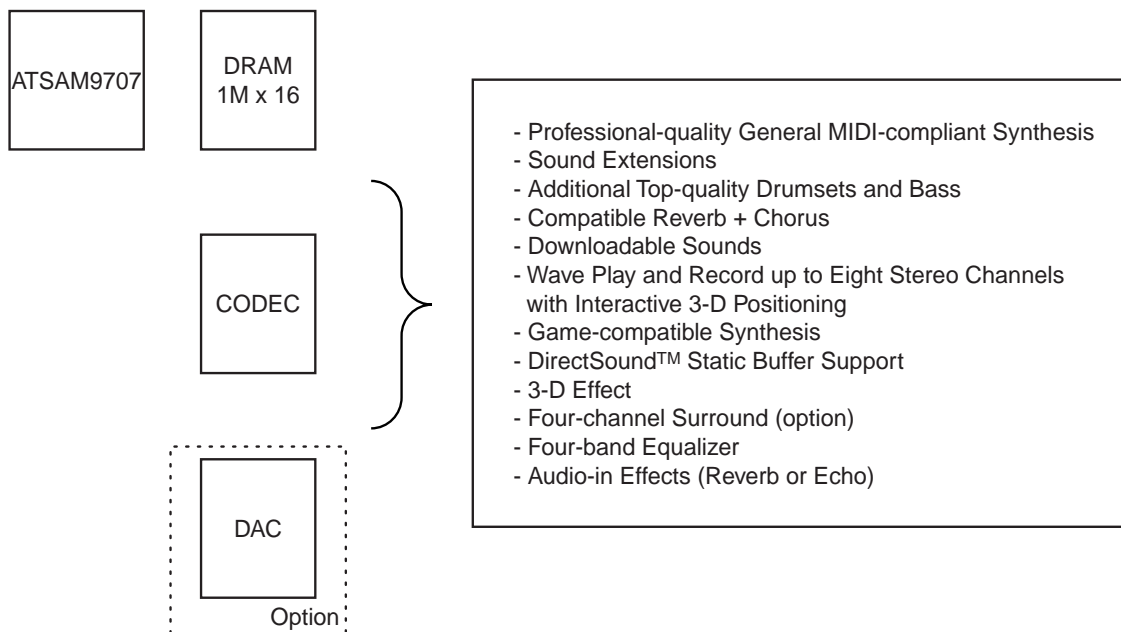 ATSAM9707
DRAM
1M x 16
CODEC
DAC
Option
- Professional-quality General MIDI-compliant Synthesis
- Sound Extensions
- Additional Top-quality Drumsets and Bass
- Compatible Reverb + Chorus
- Downloadable Sounds
- Wave Play and Record up to Eight Stereo Channels
with Interactive 3-D Positioning
- Game-compatible Synthesis
- DirectSound™ Static Buffer Support
- 3-D Effect
- Four-channel Surround (option)
- Four-band Equalizer
- Audio-in Effects (Reverb or Echo)